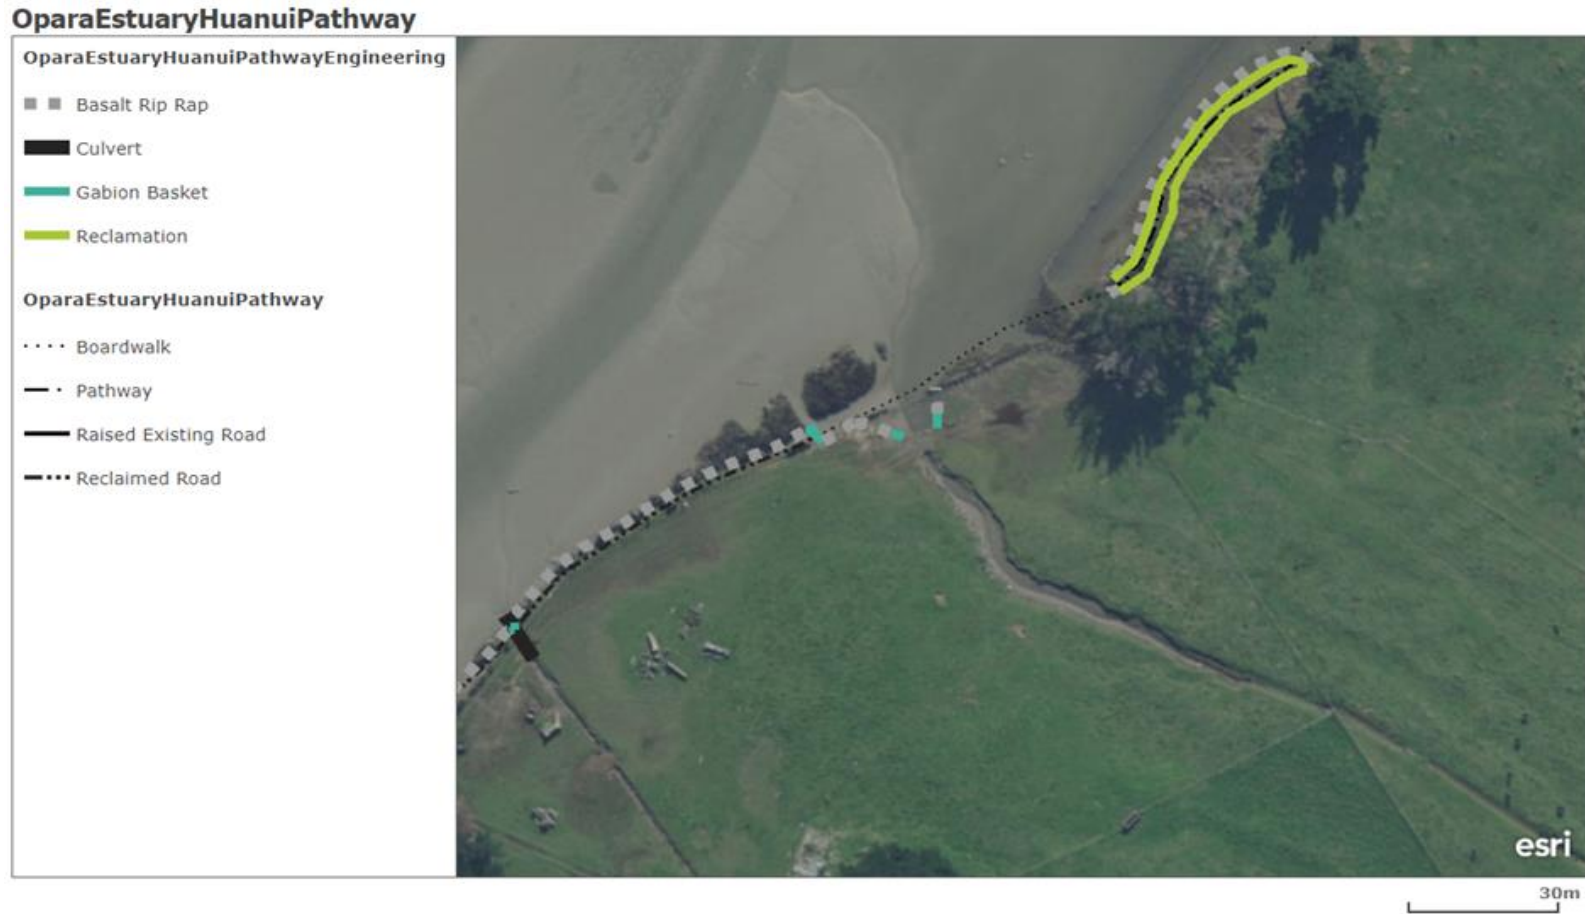 OparaEstuaryHuanuiPathway
OparaEstuaryHuanuiPathwayEngineering
Basalt Rip Rap
Culvert
Gabion Basket
Reclamation
OparaEstuaryHuanuiPathway
Boardwalk
Pathway
Raised Existing Road
Reclaimed Road
esri
30m